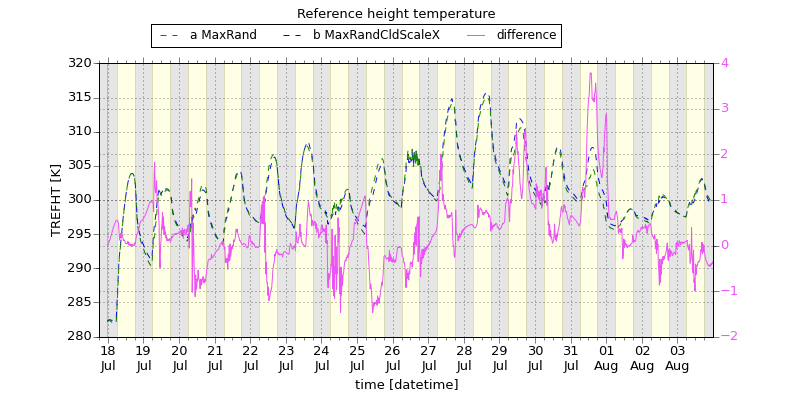 Reference height temperature
a MaxRand b MaxRandCldScaleX difference
320
315
310
305
300
295
290
285
280
TREFHT [K]
4
3
2
1
0
−1
−2
18 19 20 21 22 23 24 25 26 27 28 29 30 31 01 02 03
Jul Jul Jul Jul Jul Jul Jul Jul Jul Jul Jul Jul Jul Jul Aug Aug Aug
time [datetime]